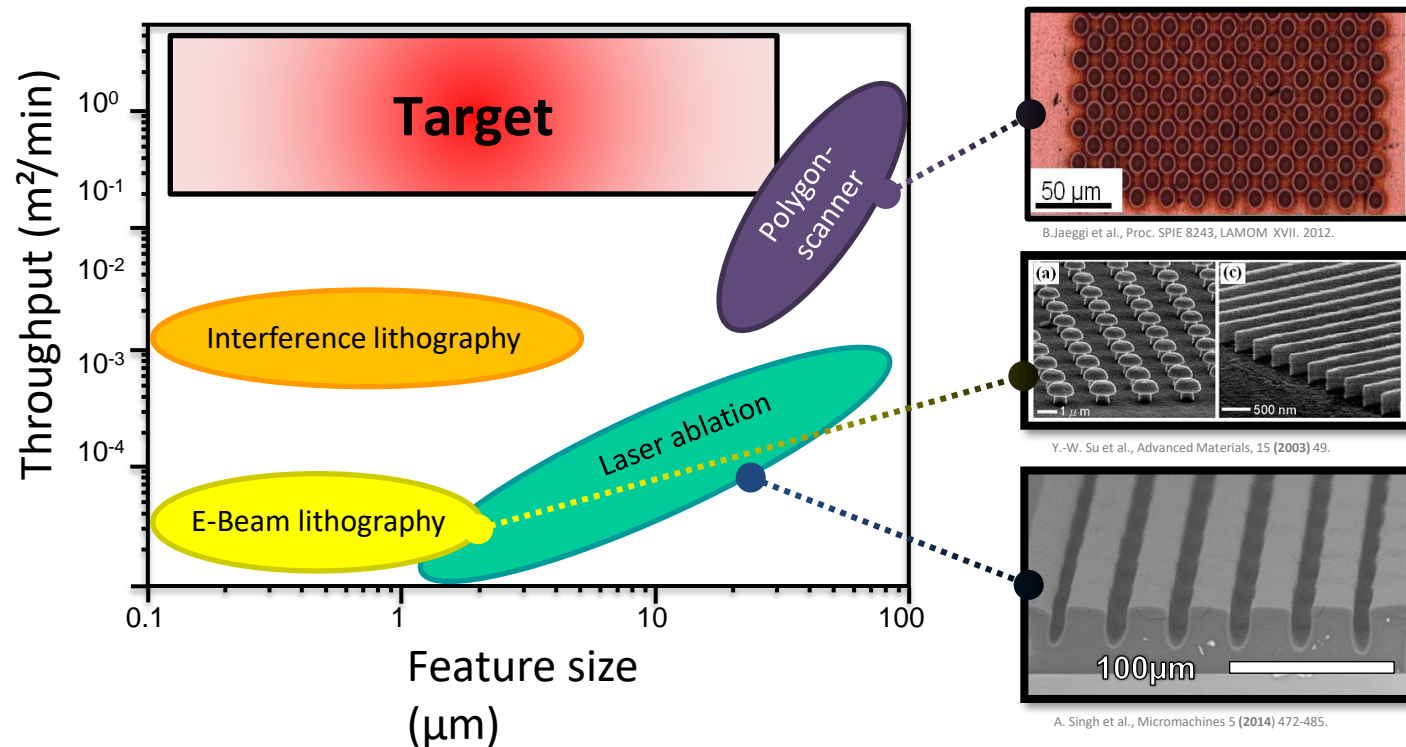 Throughput (m²/min)
10⁰
10⁻¹
10⁻²
10⁻³
10⁻⁴
Target
Polygon-
scanner
Interference lithography
Laser ablation
E-Beam lithography
0.1
1
10
100
Feature size
(µm)
50 µm
B.Jaeggi et al., Proc. SPIE 8243, LAMOM XVII. 2012.
(a)
(c)
1 μm
500 nm
Y.-W. Su et al., Advanced Materials, 15 (2003) 49.
100µm
A. Singh et al., Micromachines 5 (2014) 472-485.